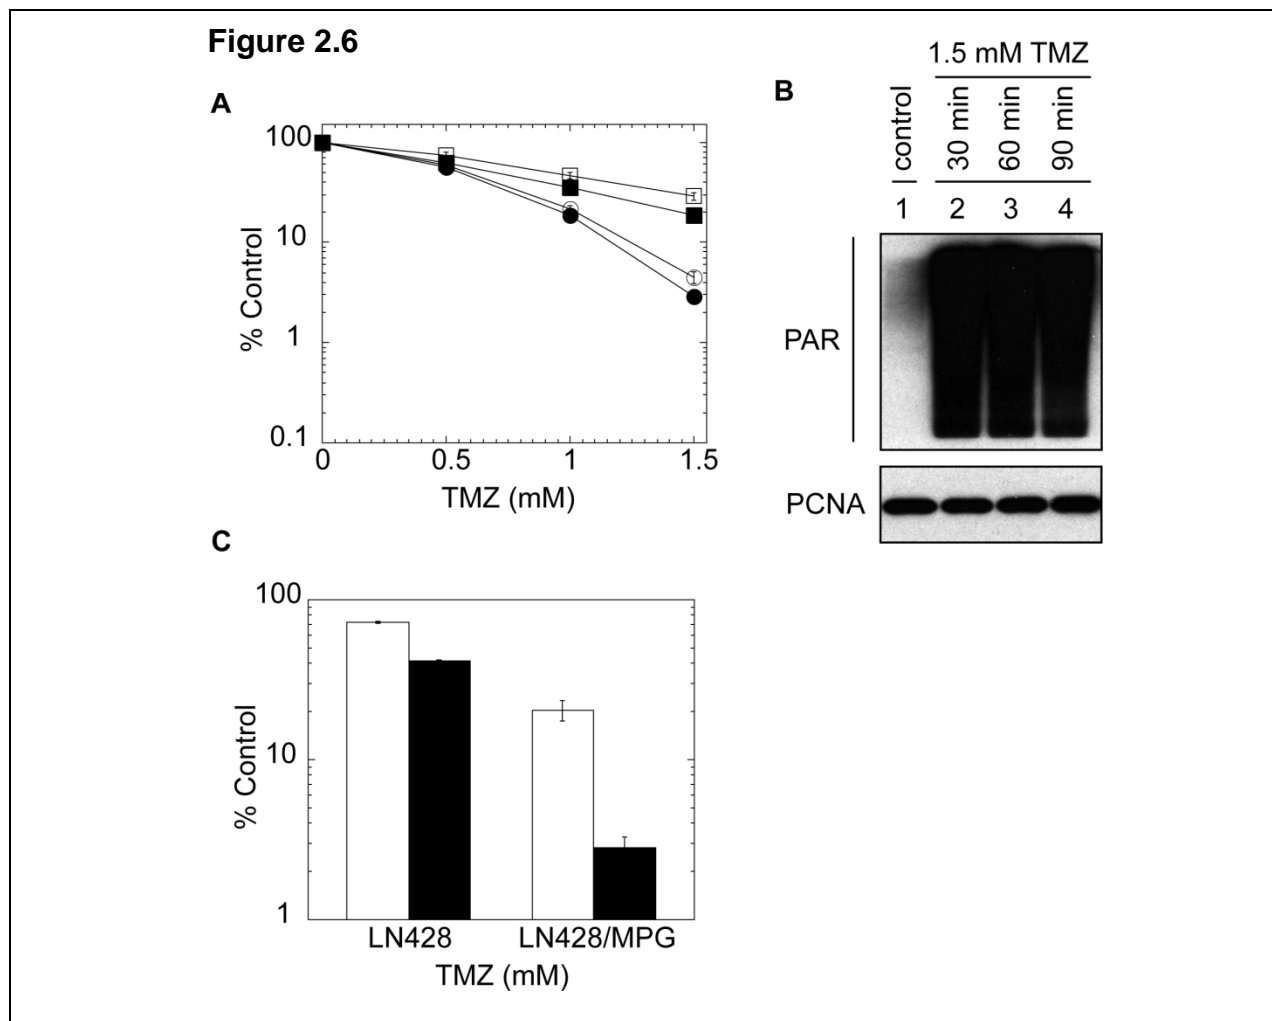 Figure 2.6
A
100
10
1
0.1
% Control
0 0.5 1 1.5
TMZ (mM)
B
1.5 mM TMZ
control
30 min
60 min
90 min
1 2 3 4
PAR
PCNA
C
100
10
1
% Control
LN428 LN428/MPG
TMZ (mM)